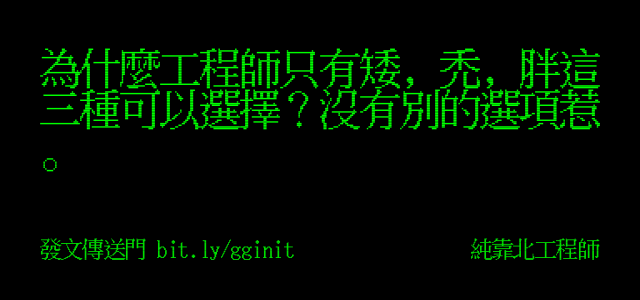 為什麼工程師只有矮，禿，胖這
三種可以選擇？沒有別的選項惹
。
發文傳送門 bit.ly/gginit
純靠北工程師